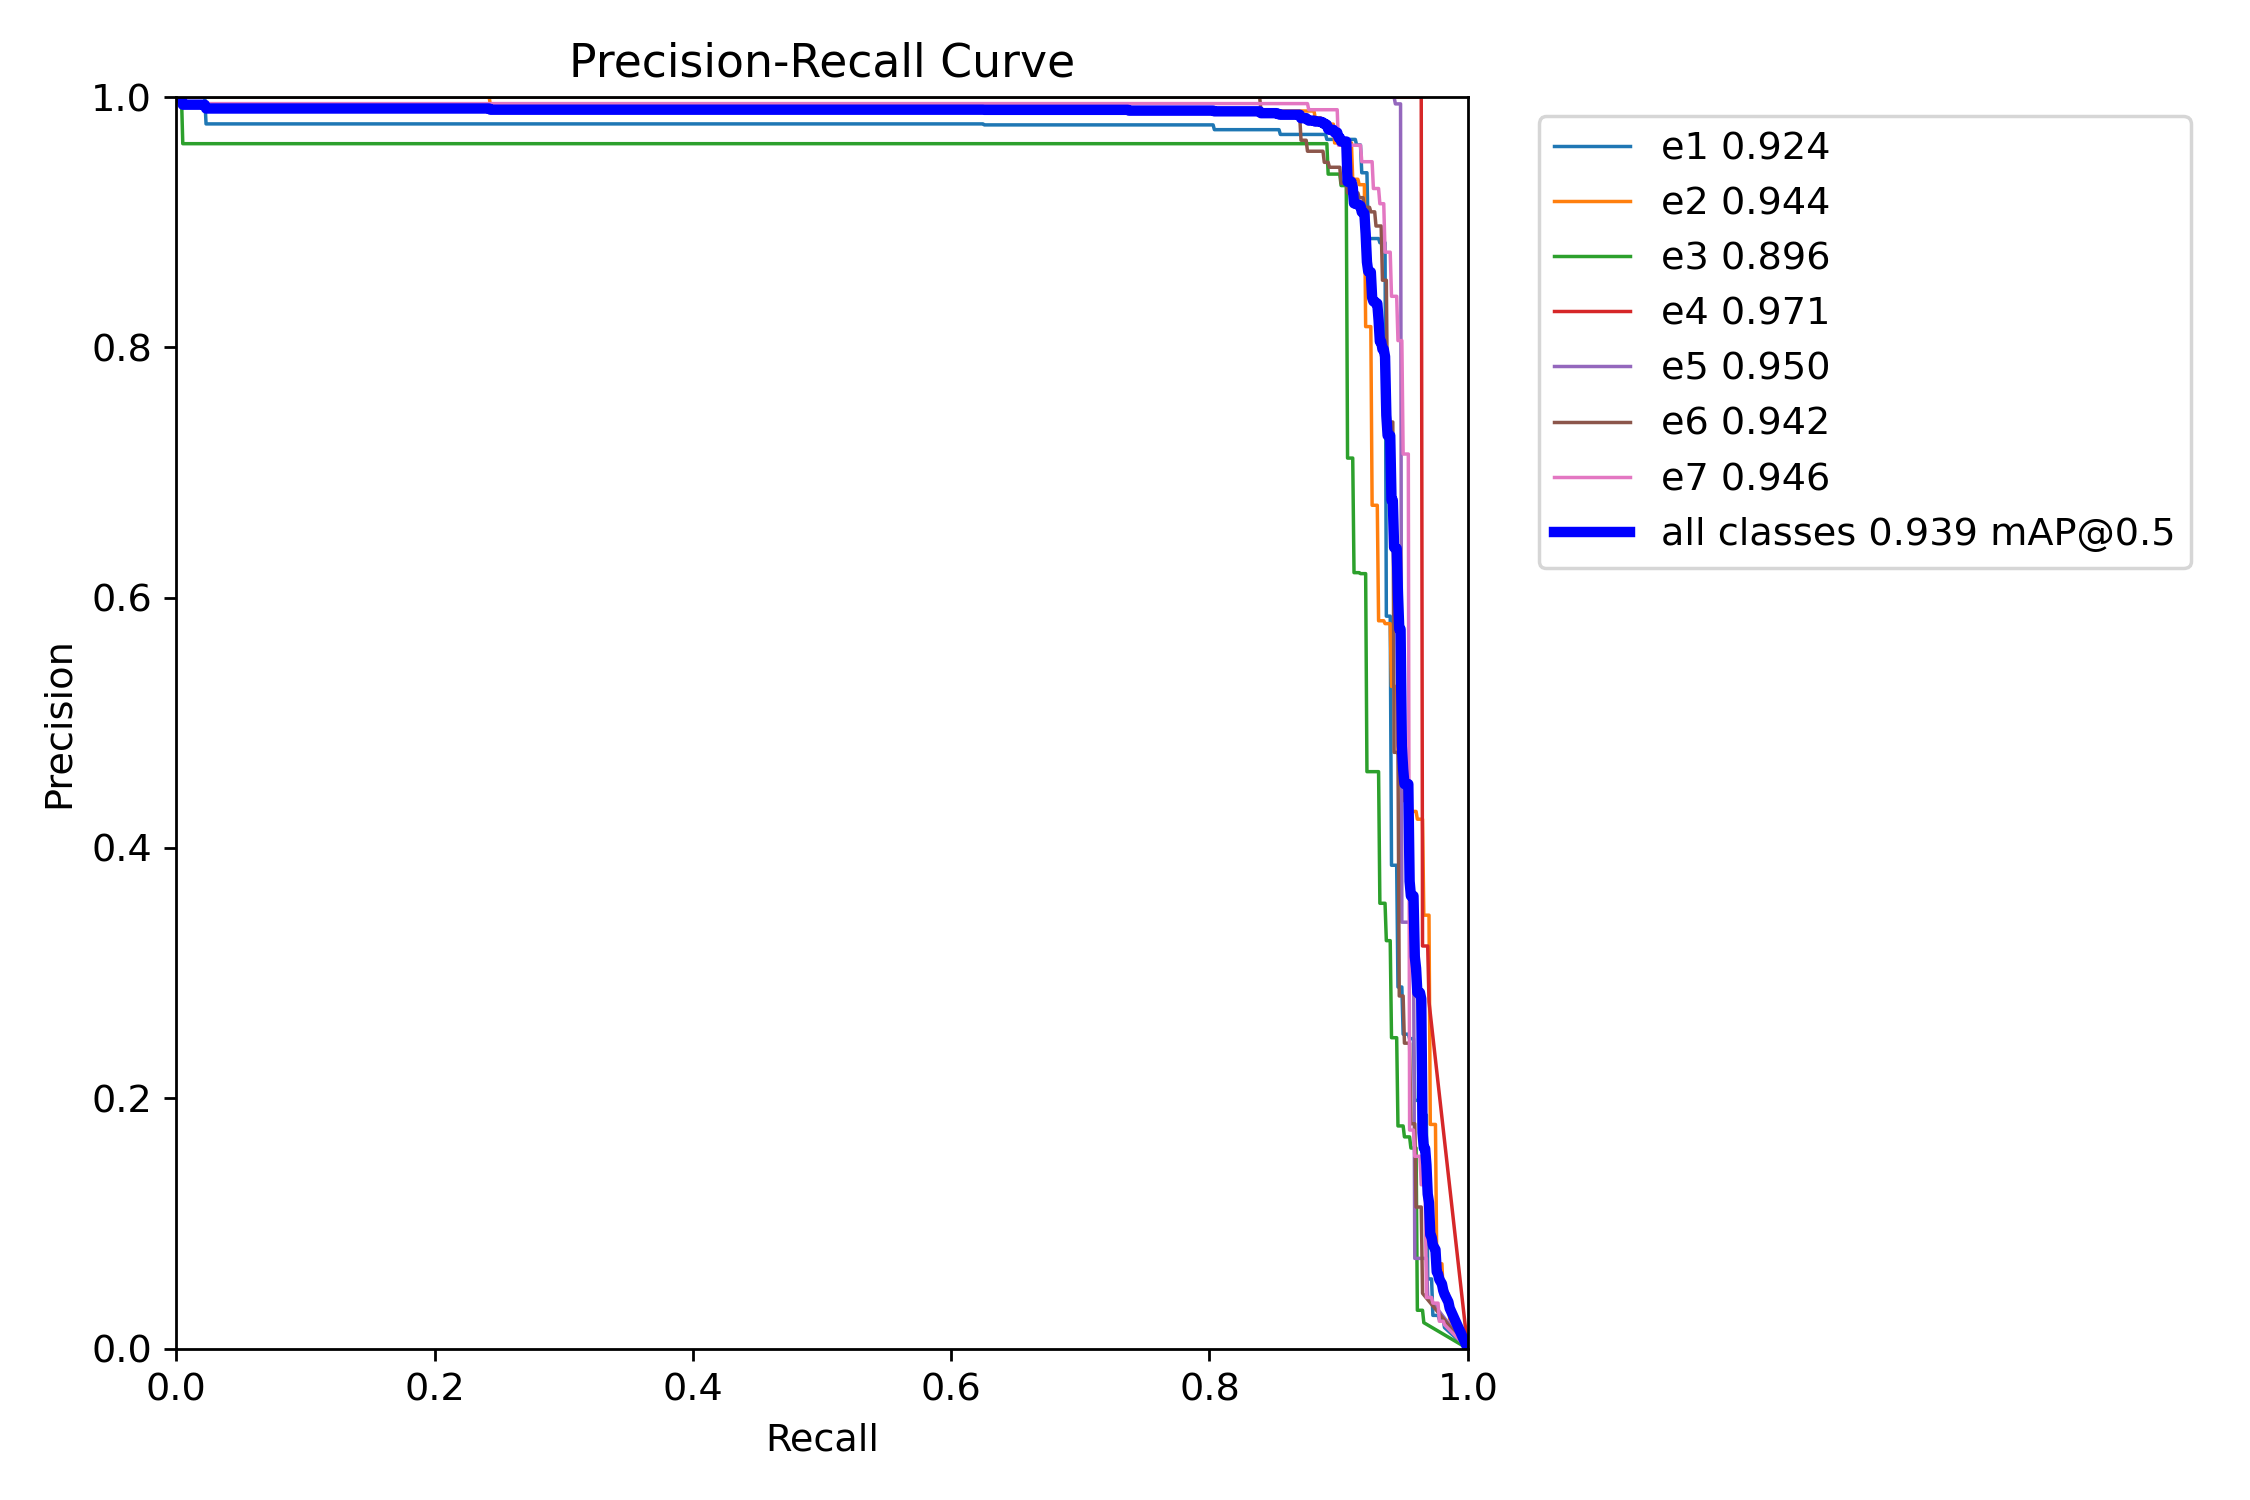 Precision-Recall Curve
1.0
0.8
0.6
0.4
0.2
0.0
Precision
0.0 0.2 0.4 0.6 0.8 1.0
Recall
e1 0.924
e2 0.944
e3 0.896
e4 0.971
e5 0.950
e6 0.942
e7 0.946
all classes 0.939 mAP@0.5